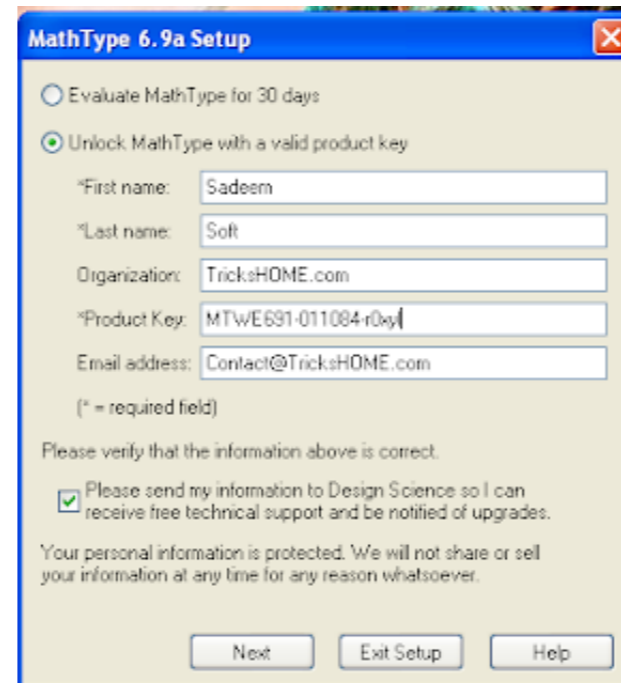 MathType 6.9a Setup
Evaluate MathType for 30 days
Unlock MathType with a valid product key
*First name: Sadeem
*Last name: Soft
Organization: TricksHOME.com
*Product Key: MTWE691-011084-r0xyl
Email address: Contact@TricksHOME.com
(* = required field)
Please verify that the information above is correct.
Please send my information to Design Science so I can
receive free technical support and be notified of upgrades.
Your personal information is protected. We will not share or sell
your information at any time for any reason whatsoever.
Next Exit Setup Help